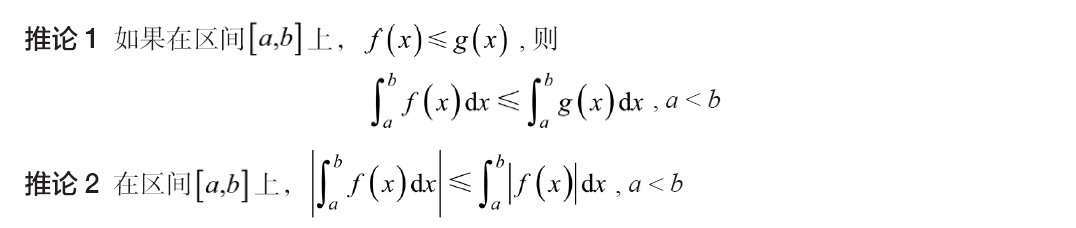 推论1 如果在区间[a,b]上，f(x)≤g(x)，则
∫_a^b f(x)dx ≤ ∫_a^b g(x)dx , a < b
推论2 在区间[a,b]上，|∫_a^b f(x)dx| ≤ ∫_a^b |f(x)|dx , a < b